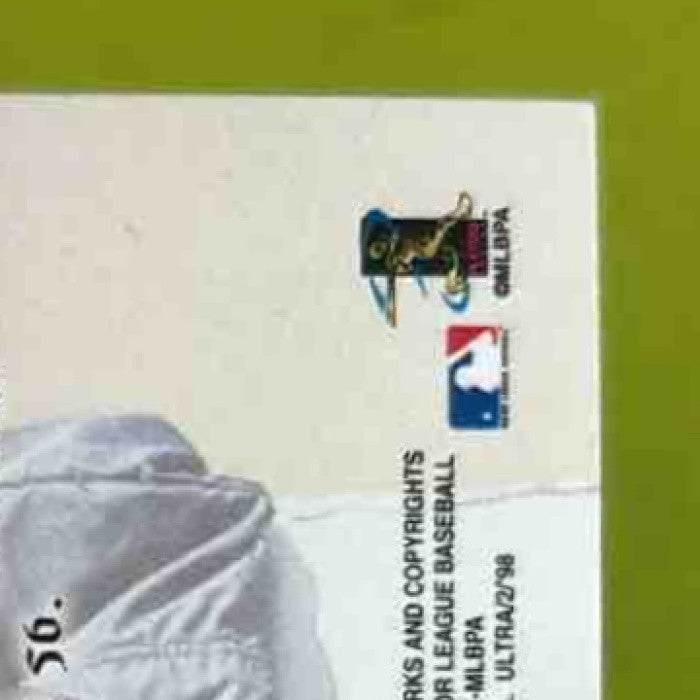 56.
RKS AND COPYRIGHTS
OR LEAGUE BASEBALL
-MLBPA
ULTRA/2/'98
©MLBPA